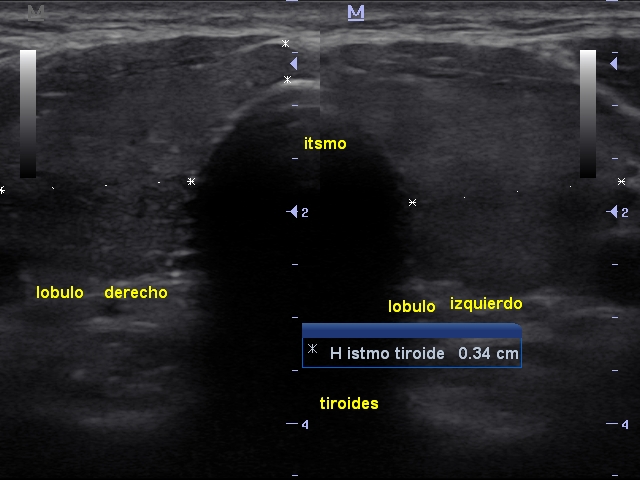 M M
itsmo
2 2
lobulo derecho
lobulo izquierdo
H istmo tiroide 0.34 cm
tiroides
4 4